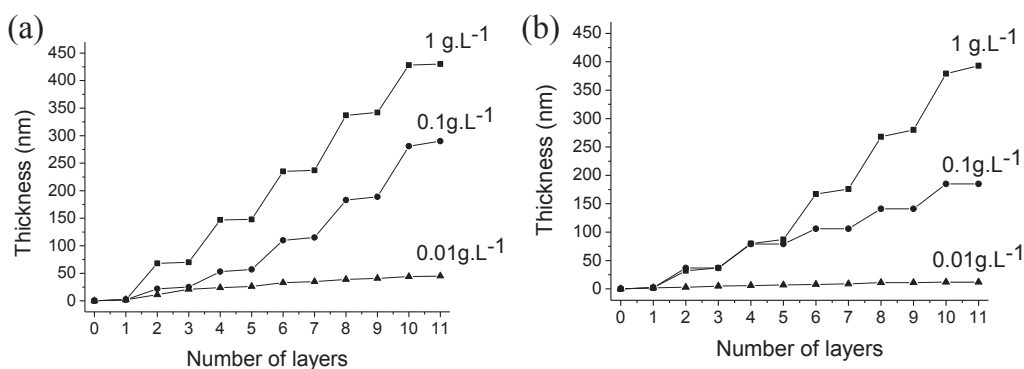 (a)
1 g.L-1
0.1g.L-1
0.01g.L-1
450
400
350
300
250
200
150
100
50
0
Thickness (nm)
0 1 2 3 4 5 6 7 8 9 10 11
Number of layers
(b)
1 g.L-1
0.1g.L-1
0.01g.L-1
450
400
350
300
250
200
150
100
50
0
Thickness (nm)
0 1 2 3 4 5 6 7 8 9 10 11
Number of layers